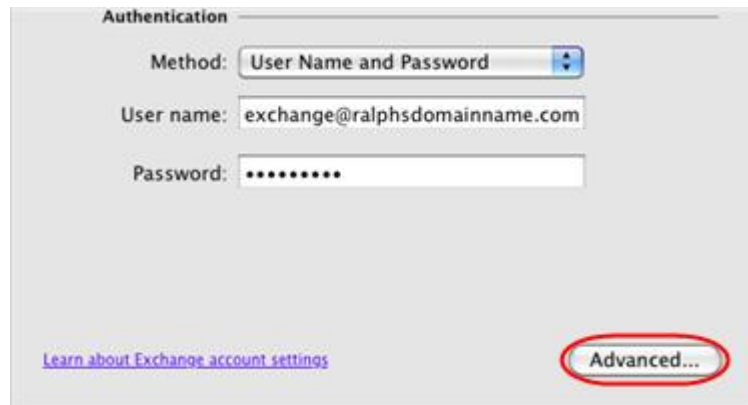 Authentication
Method: User Name and Password
User name: exchange@ralphsdomainname.com
Password: •••••••••
Learn about Exchange account settings
Advanced...